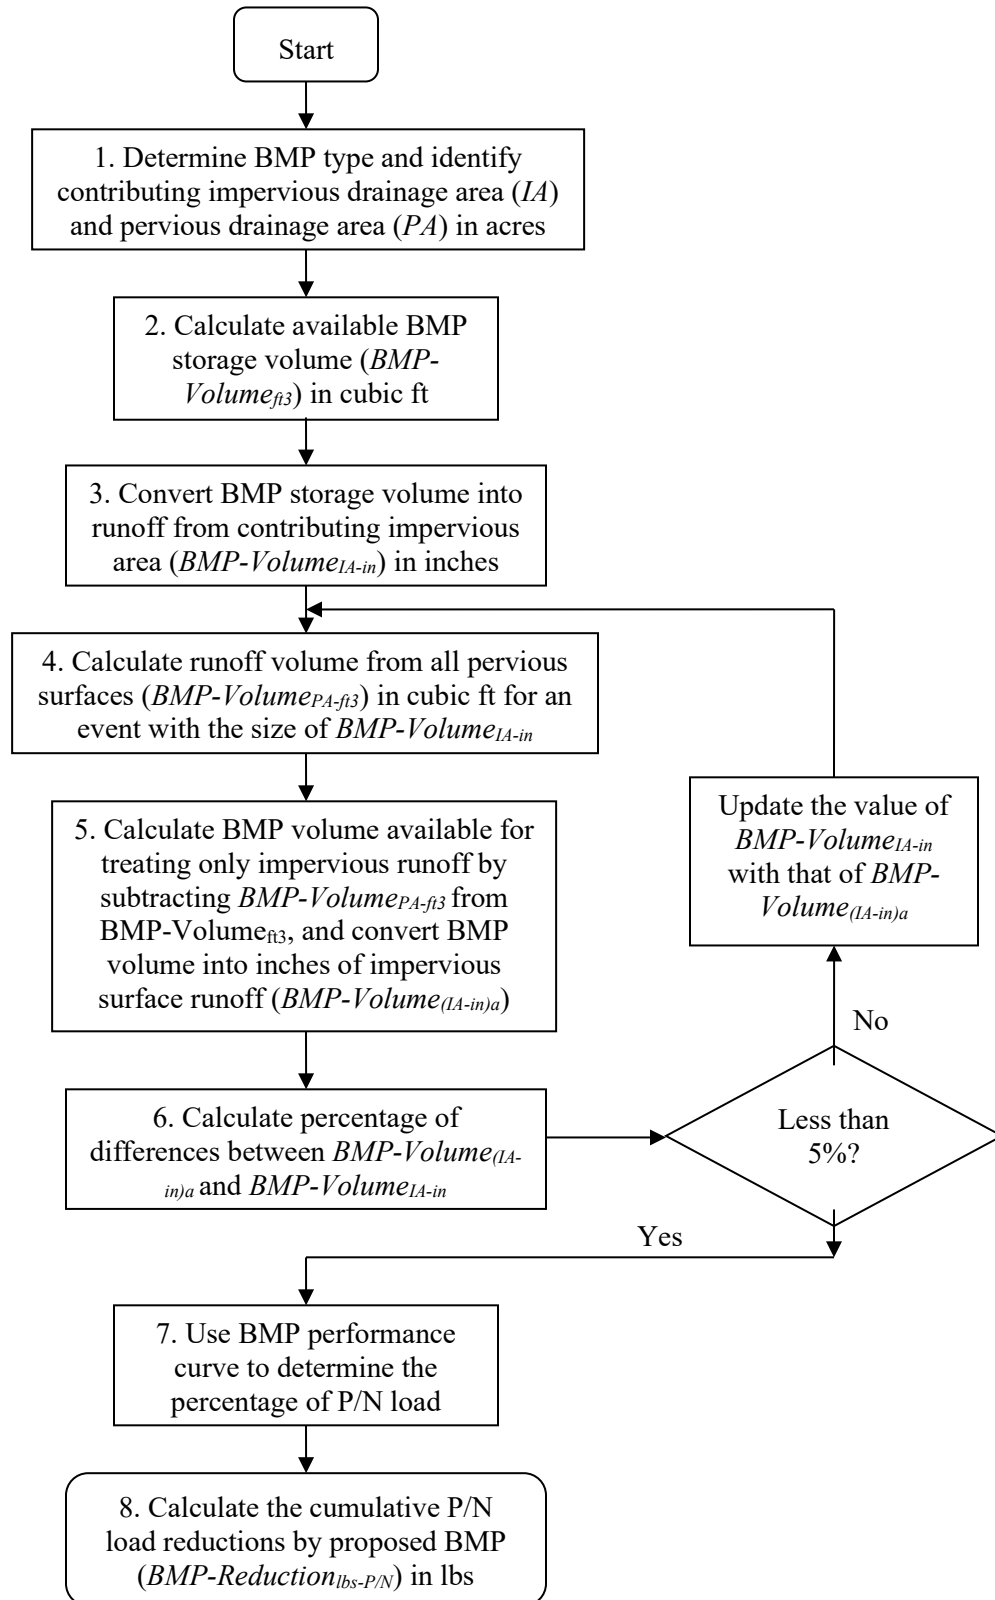 Start
1. Determine BMP type and identify
contributing impervious drainage area (IA)
and pervious drainage area (PA) in acres
2. Calculate available BMP
storage volume (BMP-
Volumeft3) in cubic ft
3. Convert BMP storage volume into
runoff from contributing impervious
area (BMP-VolumeIA-in) in inches
4. Calculate runoff volume from all pervious
surfaces (BMP-VolumePA-ft3) in cubic ft for an
event with the size of BMP-VolumeIA-in
5. Calculate BMP volume available for
treating only impervious runoff by
subtracting BMP-VolumePA-ft3 from
BMP-Volumeft3, and convert BMP
volume into inches of impervious
surface runoff (BMP-Volume(IA-in)a)
Update the value of
BMP-VolumeIA-in
with that of BMP-
Volume(IA-in)a
No
6. Calculate percentage of
differences between BMP-Volume(IA-
in)a and BMP-VolumeIA-in
Less than
5%?
Yes
7. Use BMP performance
curve to determine the
percentage of P/N load
8. Calculate the cumulative P/N
load reductions by proposed BMP
(BMP-Reductionlbs-P/N) in lbs